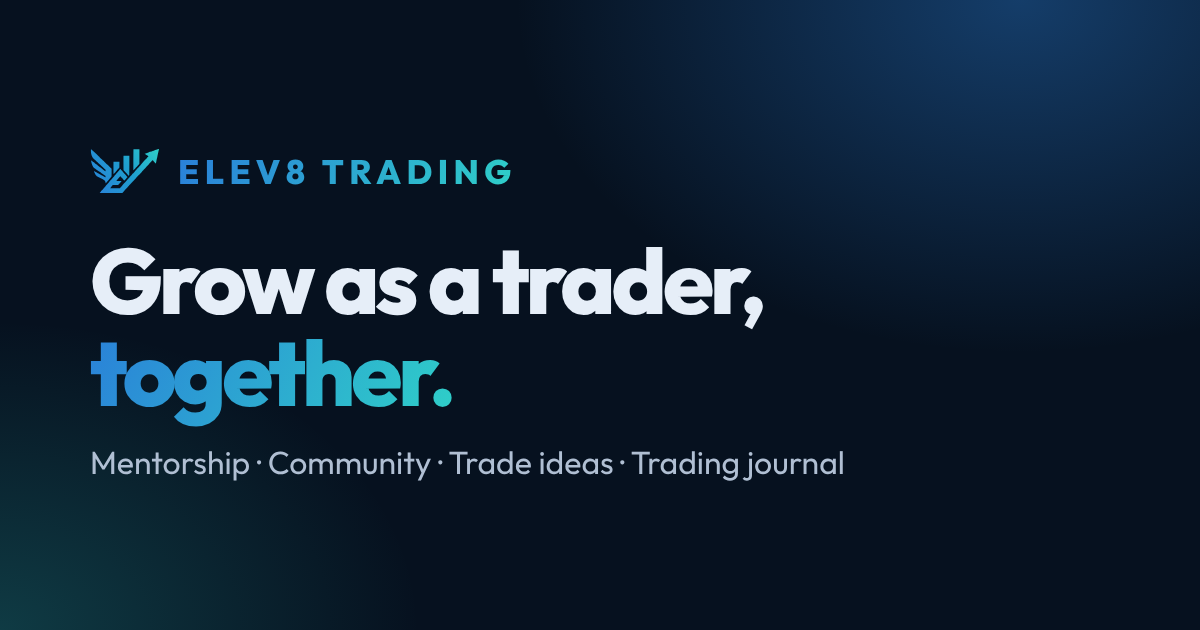 ELEV8 TRADING
Grow as a trader,
together.
Mentorship · Community · Trade ideas · Trading journal